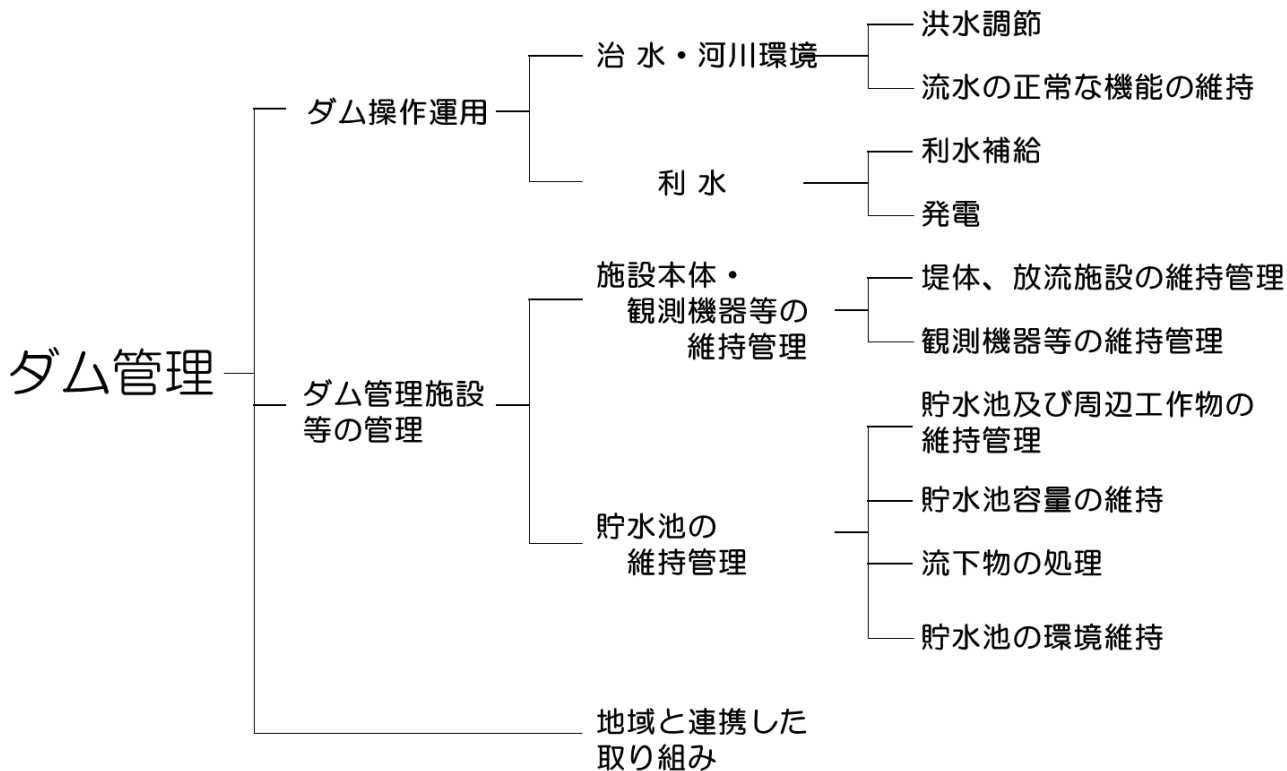 ダム管理
ダム操作運用
治 水・河川環境
洪水調節
流水の正常な機能の維持
利 水
利水補給
発電
ダム管理施設
等の管理
施設本体・
観測機器等の
維持管理
堤体、放流施設の維持管理
観測機器等の維持管理
貯水池の
維持管理
貯水池及び周辺工作物の
維持管理
貯水池容量の維持
流下物の処理
貯水池の環境維持
地域と連携した
取り組み